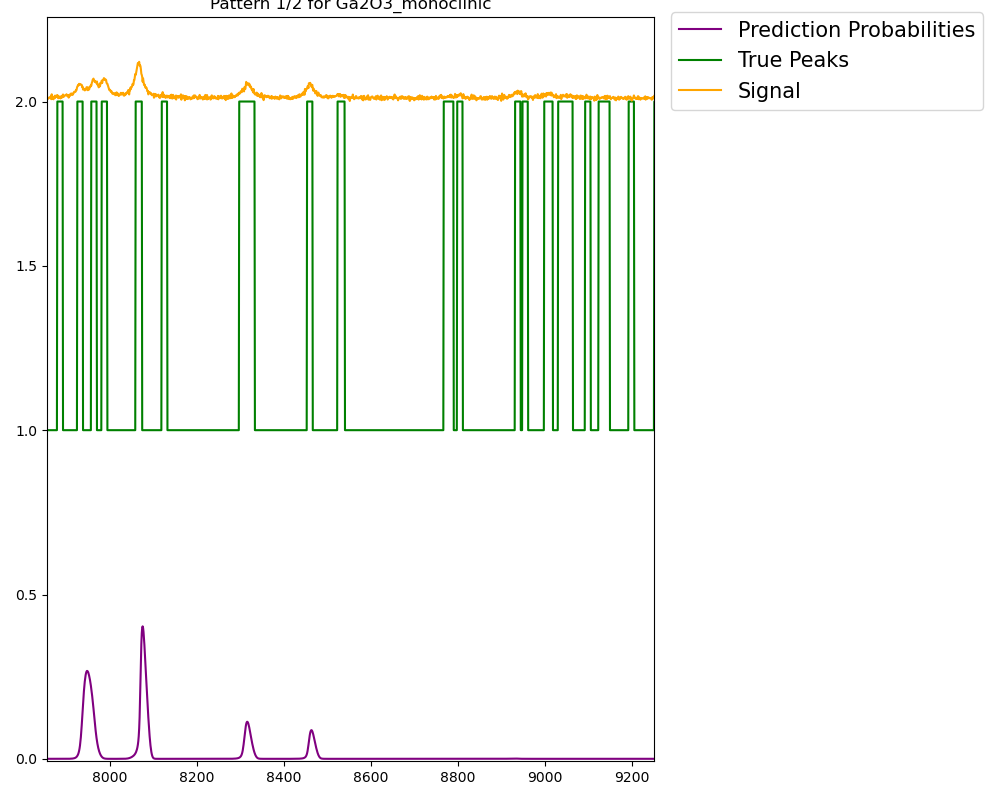 Pattern 1/2 for Ga2O3_monoclinic
Prediction Probabilities
True Peaks
Signal
2.0
1.5
1.0
0.5
0.0
8000 8200 8400 8600 8800 9000 9200